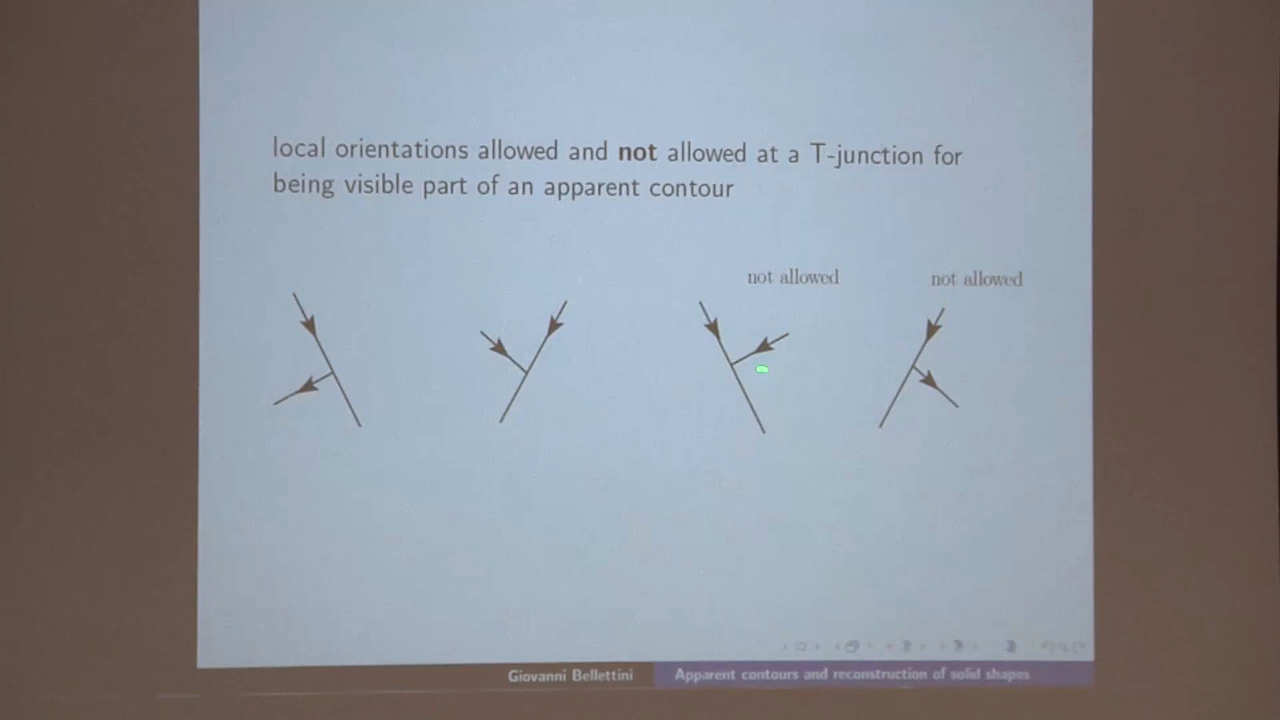 local orientations allowed and not allowed at a T-junction for
being visible part of an apparent contour
not allowed
not allowed
Giovanni Bellettini
Apparent contours and reconstruction of solid shapes